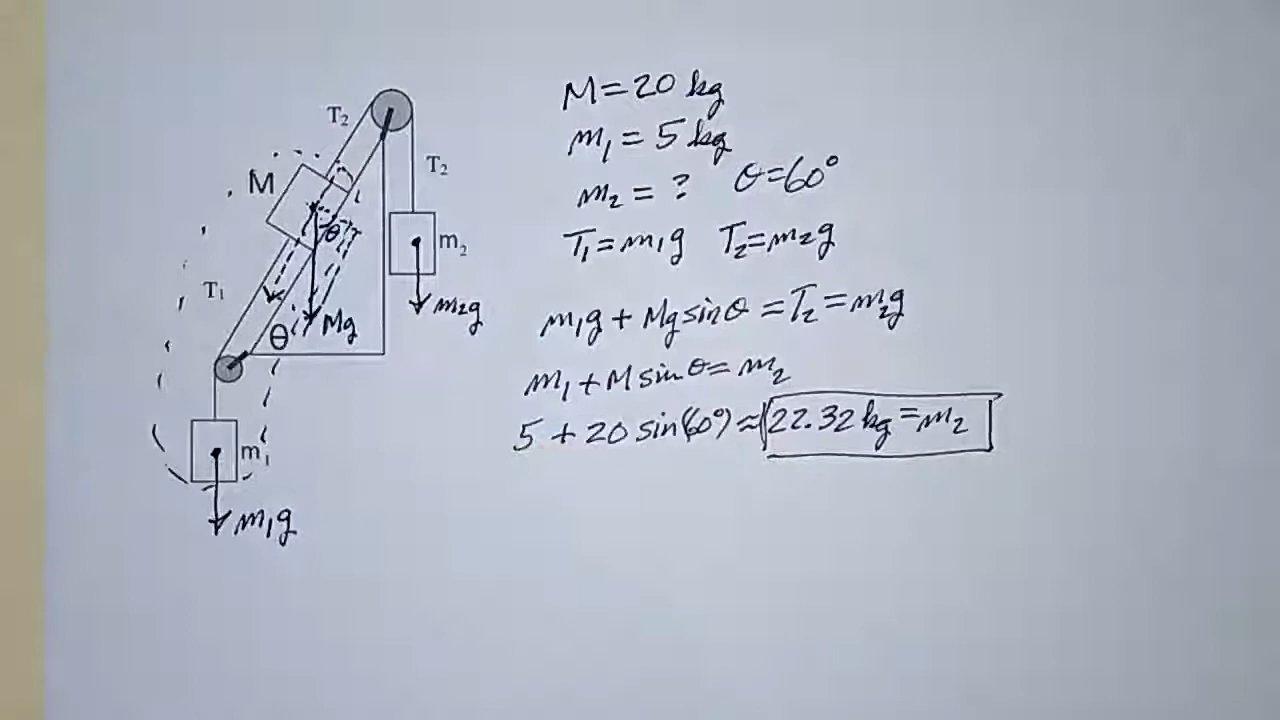 T₂
M
T₂
m₂
θ
T₁
m₂g
Mg
θ
m₁
m₁g
M = 20 kg
m₁ = 5 kg
m₂ = ? θ=60°
T₁=m₁g T₂=m₂g
m₁g + Mg sinθ = T₂ = m₂g
m₁ + M sinθ = m₂
5 + 20 sin(60°) ≈ 22.32 kg = m₂